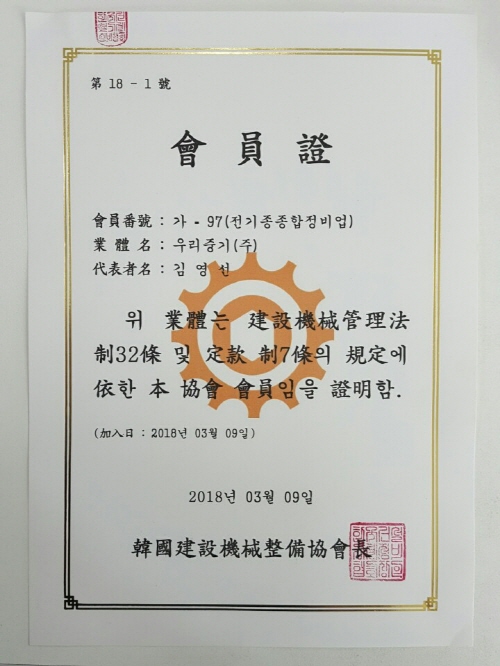 第 18 - 1 號
會員證
會員番號 : 가 - 97(전기종종합정비업)
業體名 : 우리중기(주)
代表者名 : 김영선
위 業體는 建設機械管理法
制32條 및 定款 制7條의 規定에
依한 本 協會 會員임을 證明함.
(加入日 : 2018년 03월 09일)
2018년 03월 09일
韓國建設機械整備協會長